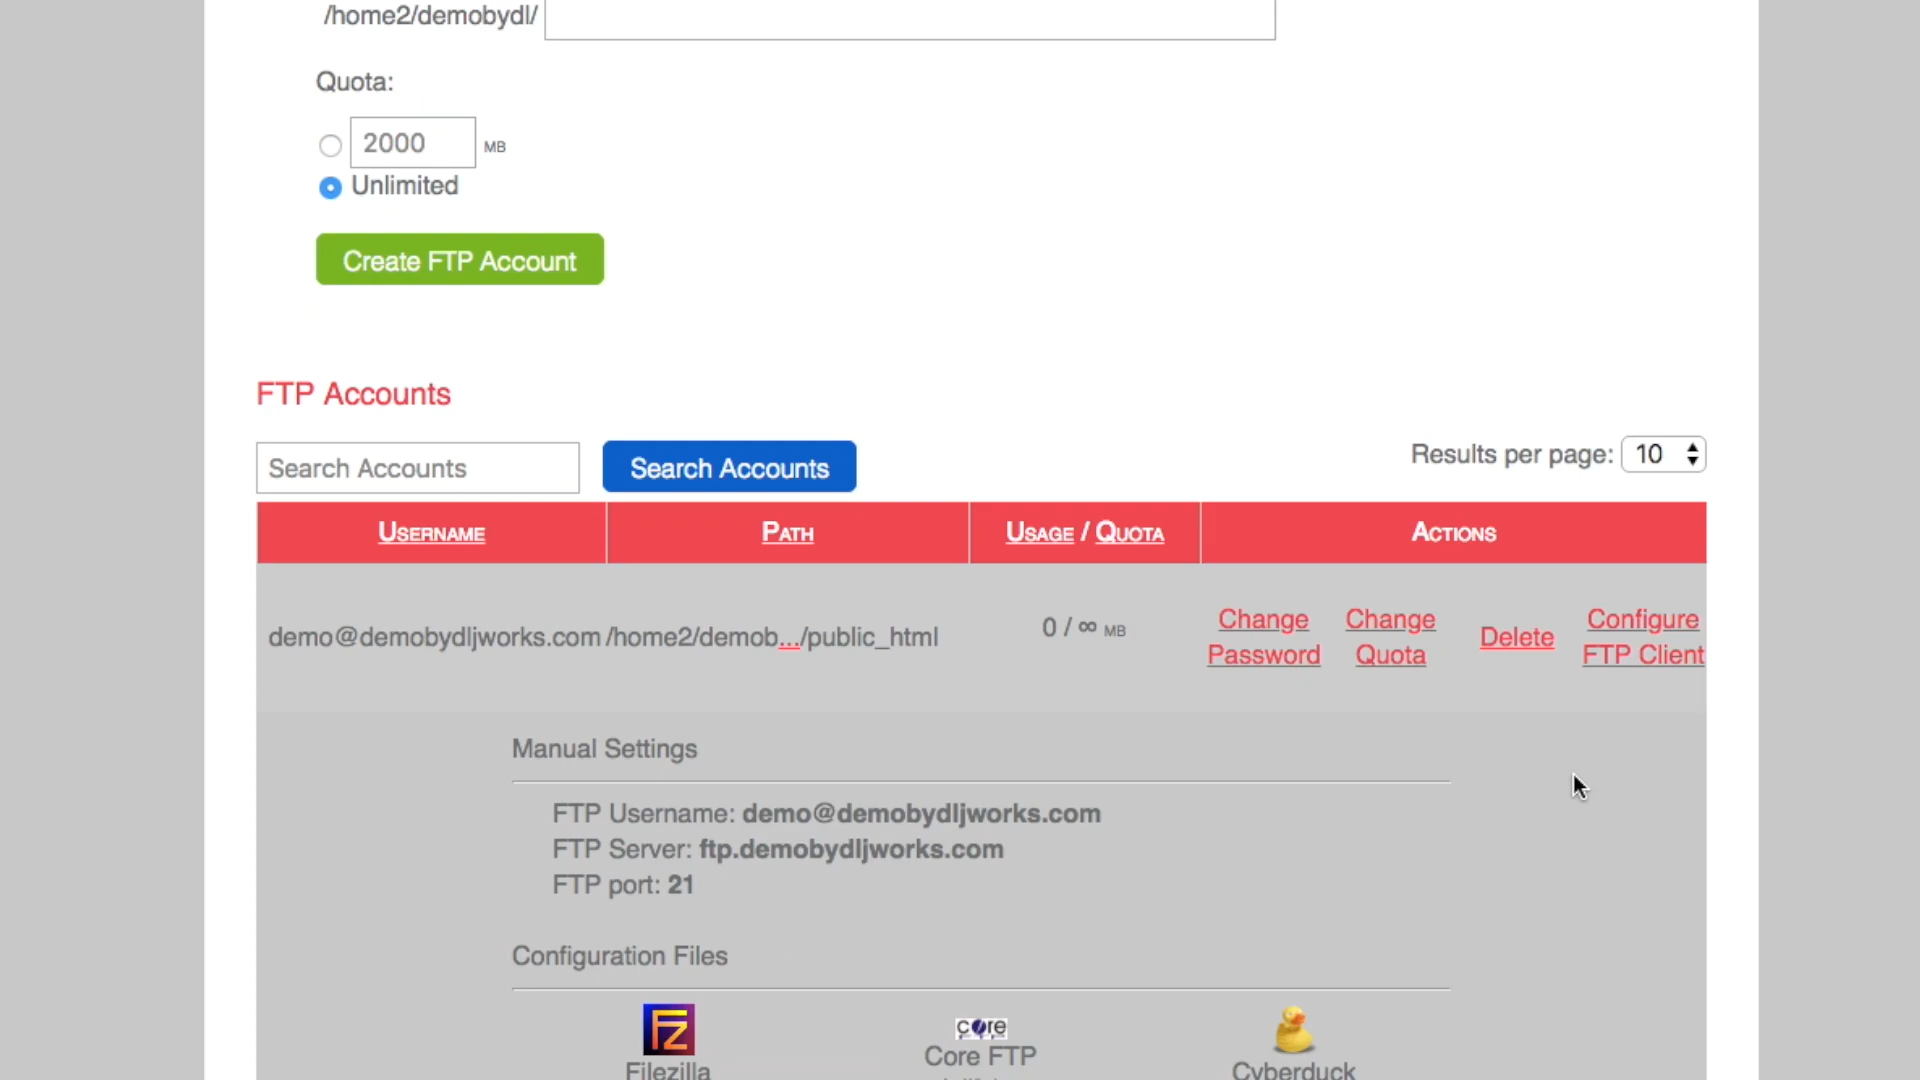 /home2/demobydl/
Quota:
2000 MB
Unlimited
Create FTP Account
FTP Accounts
Search Accounts Search Accounts Results per page: 10
USERNAME PATH USAGE / QUOTA ACTIONS
demo@demobydljworks.com /home2/demob.../public_html 0 / ∞ MB Change Password Change Quota Delete Configure FTP Client
Manual Settings
FTP Username: demo@demobydljworks.com
FTP Server: ftp.demobydljworks.com
FTP port: 21
Configuration Files
FZ core
Filezilla Core FTP Cyberduck